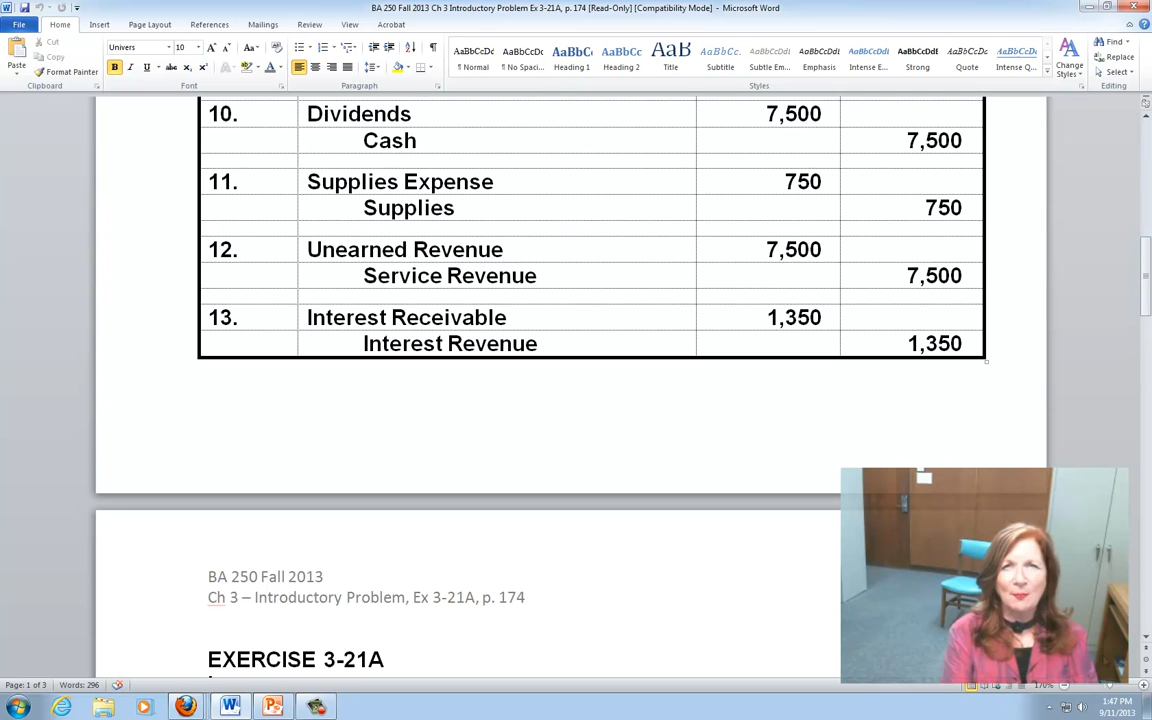 BA 250 Fall 2013 Ch 3 Introductory Problem Ex 3-21A, p. 174 [Read-Only] [Compatibility Mode] - Microsoft Word
File Home Insert Page Layout References Mailings Review View Acrobat
Paste
Cut
Copy
Format Painter
Clipboard
Univers 10
Font
Paragraph
AaBbCcDd AaBbCcDd AaBbC AaBbCc AaB AaBbCc. AaBbCcDd AaBbCcDd AaBbCcDd AaBbCcDd AaBbCcDd AaBbCcDd
¶ Normal ¶ No Spaci... Heading 1 Heading 2 Title Subtitle Subtle Em... Emphasis Intense E... Strong Quote Intense Q...
Styles
Change
Styles
Find
Replace
Select
Editing
10. Dividends 7,500
Cash 7,500
11. Supplies Expense 750
Supplies 750
12. Unearned Revenue 7,500
Service Revenue 7,500
13. Interest Receivable 1,350
Interest Revenue 1,350
BA 250 Fall 2013
Ch 3 – Introductory Problem, Ex 3-21A, p. 174
EXERCISE 3-21A
Page: 1 of 3 Words: 296 170%
1:47 PM
9/11/2013